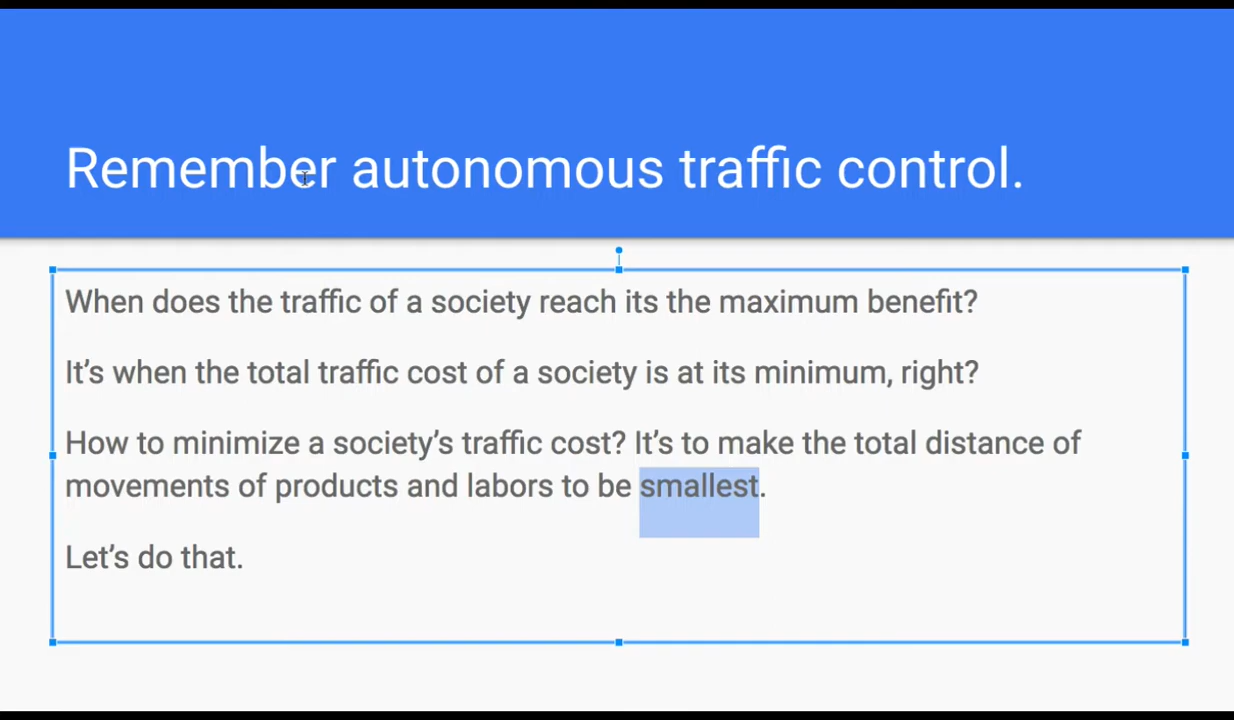 Remember autonomous traffic control.
When does the traffic of a society reach its the maximum benefit?
It’s when the total traffic cost of a society is at its minimum, right?
How to minimize a society’s traffic cost? It’s to make the total distance of
movements of products and labors to be smallest.
Let’s do that.